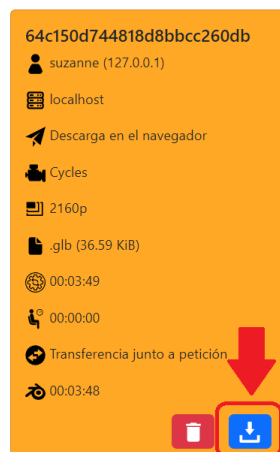 64c150d744818d8bbcc260db
suzanne (127.0.0.1)
localhost
Descarga en el navegador
Cycles
2160p
.glb (36.59 KiB)
00:03:49
00:00:00
Transferencia junto a petición
00:03:48